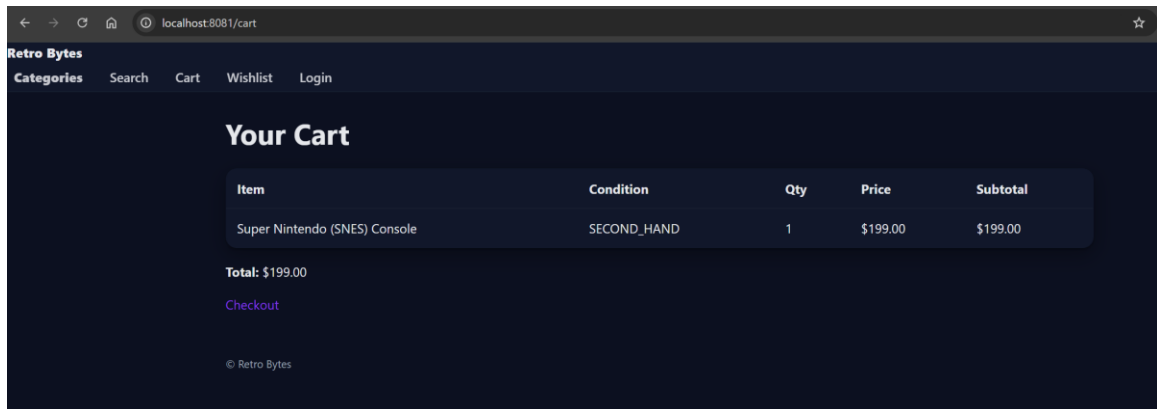 localhost:8081/cart
Retro Bytes
Categories Search Cart Wishlist Login
Your Cart
Item Condition Qty Price Subtotal
Super Nintendo (SNES) Console SECOND_HAND 1 $199.00 $199.00
Total: $199.00
Checkout
© Retro Bytes